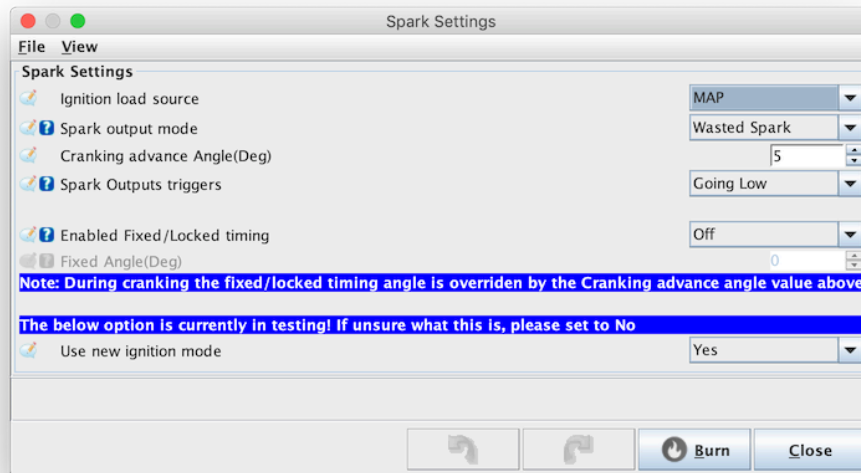 Spark Settings
File View
Spark Settings
Ignition load source MAP
? Spark output mode Wasted Spark
Cranking advance Angle(Deg) 5
? Spark Outputs triggers Going Low
? Enabled Fixed/Locked timing Off
? Fixed Angle(Deg) 0
Note: During cranking the fixed/locked timing angle is overriden by the Cranking advance angle value above
The below option is currently in testing! If unsure what this is, please set to No
Use new ignition mode Yes
Burn Close